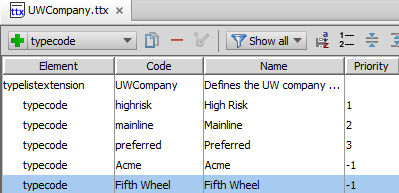 UWCompany.ttx
typecode Show all
Element Code Name Priority
typelistextension UWCompany Defines the UW company ...
typecode highrisk High Risk 1
typecode mainline Mainline 2
typecode preferred Preferred 3
typecode Acme Acme -1
typecode Fifth Wheel Fifth Wheel -1